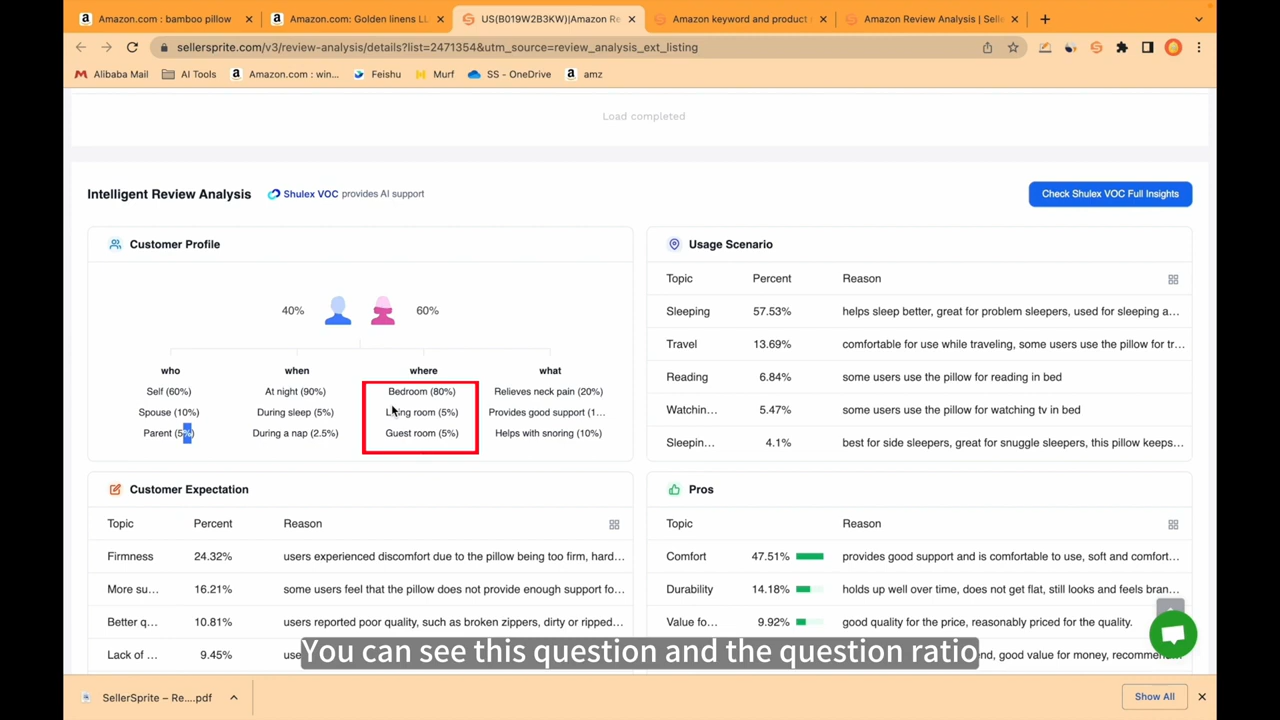 Amazon.com : bamboo pillow
Amazon.com: Golden linens LL
US(B019W2B3KW)|Amazon Re
Amazon keyword and product
Amazon Review Analysis | Selle
sellersprite.com/v3/review-analysis/details?list=2471354&utm_source=review_analysis_ext_listing
Alibaba Mail
AI Tools
Amazon.com : win...
Feishu
Murf
SS - OneDrive
amz
Load completed
Intelligent Review Analysis
Shulex VOC provides AI support
Check Shulex VOC Full Insights
Customer Profile
40%
60%
who when where what
Self (60%) At night (90%) Bedroom (80%) Relieves neck pain (20%)
Spouse (10%) During sleep (5%) Living room (5%) Provides good support (1...
Parent (5%) During a nap (2.5%) Guest room (5%) Helps with snoring (10%)
Usage Scenario
Topic Percent Reason
Sleeping 57.53% helps sleep better, great for problem sleepers, used for sleeping a...
Travel 13.69% comfortable for use while traveling, some users use the pillow for tr...
Reading 6.84% some users use the pillow for reading in bed
Watchin... 5.47% some users use the pillow for watching tv in bed
Sleepin... 4.1% best for side sleepers, great for snuggle sleepers, this pillow keeps...
Customer Expectation
Topic Percent Reason
Firmness 24.32% users experienced discomfort due to the pillow being too firm, hard...
More su... 16.21% some users feel that the pillow does not provide enough support fo...
Better q... 10.81% users reported poor quality, such as broken zippers, dirty or ripped...
Lack of ... 9.45%
Pros
Topic Reason
Comfort 47.51% provides good support and is comfortable to use, soft and comfort...
Durability 14.18% holds up well over time, does not get flat, still looks and feels bran...
Value fo... 9.92% good quality for the price, reasonably priced for the quality.
good value for money, recommen
You can see this question and the question ratio
SellerSprite – Re....pdf
Show All